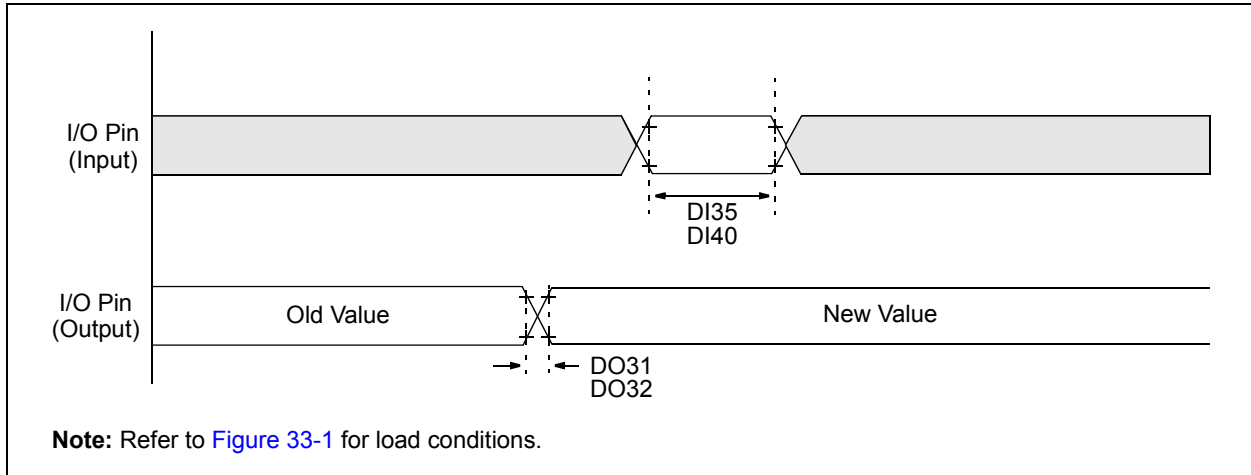 I/O Pin
(Input)
DI35
DI40
I/O Pin
(Output)
Old Value
New Value
DO31
DO32
Note: Refer to Figure 33-1 for load conditions.